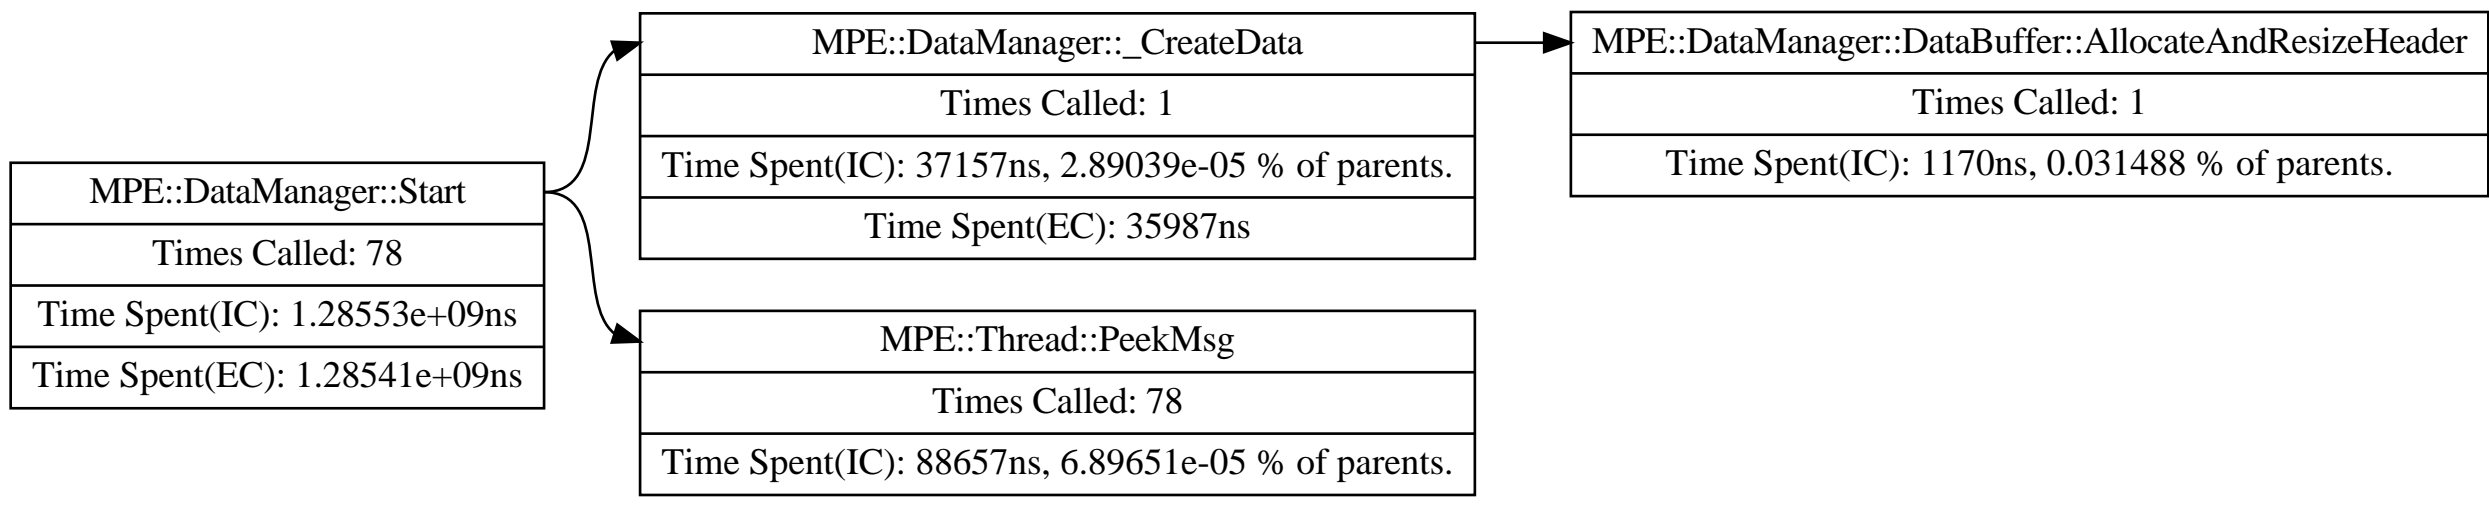 MPE::DataManager::Start
Times Called: 78
Time Spent(IC): 1.28553e+09ns
Time Spent(EC): 1.28541e+09ns
MPE::DataManager::_CreateData
Times Called: 1
Time Spent(IC): 37157ns, 2.89039e-05 % of parents.
Time Spent(EC): 35987ns
MPE::DataManager::DataBuffer::AllocateAndResizeHeader
Times Called: 1
Time Spent(IC): 1170ns, 0.031488 % of parents.
MPE::Thread::PeekMsg
Times Called: 78
Time Spent(IC): 88657ns, 6.89651e-05 % of parents.